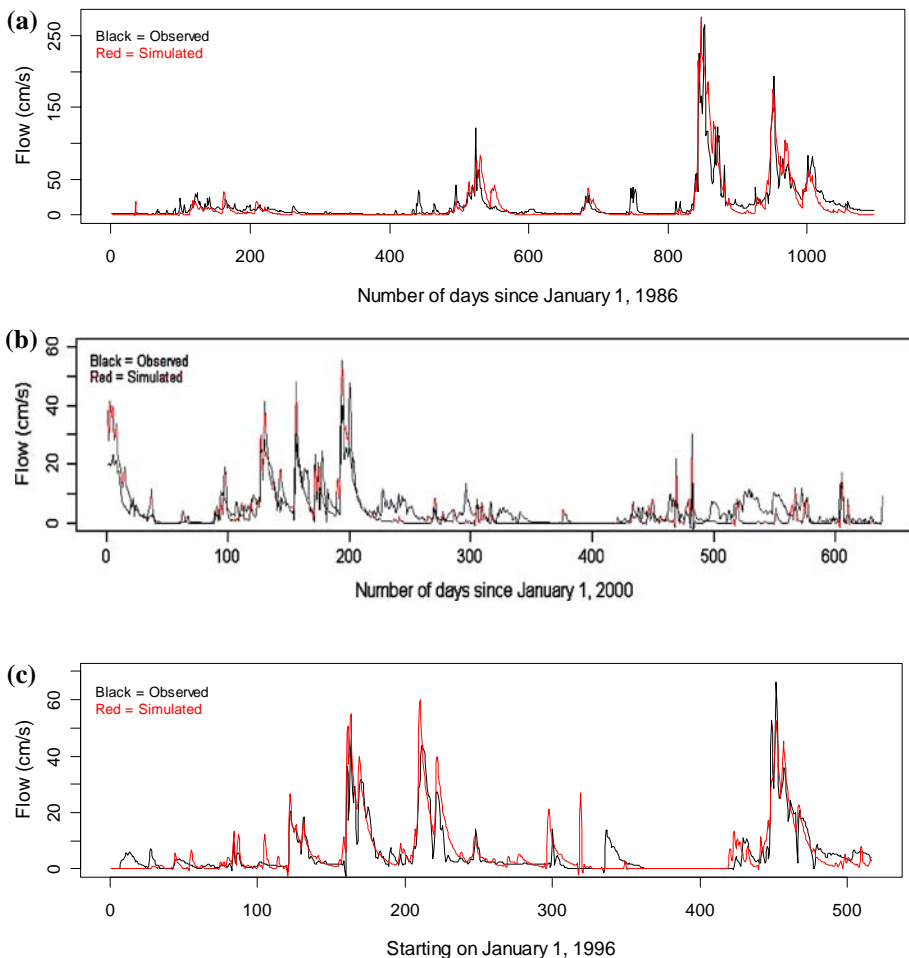 (a)
Black = Observed
Red = Simulated
Flow (cm/s)
250
150
50
0
0 200 400 600 800 1000
Number of days since January 1, 1986
(b)
Black = Observed
Red = Simulated
Flow (cm/s)
60
40
20
0
0 100 200 300 400 500 600
Number of days since January 1, 2000
(c)
Black = Observed
Red = Simulated
Flow (cm/s)
60
40
20
0
0 100 200 300 400 500
Starting on January 1, 1996